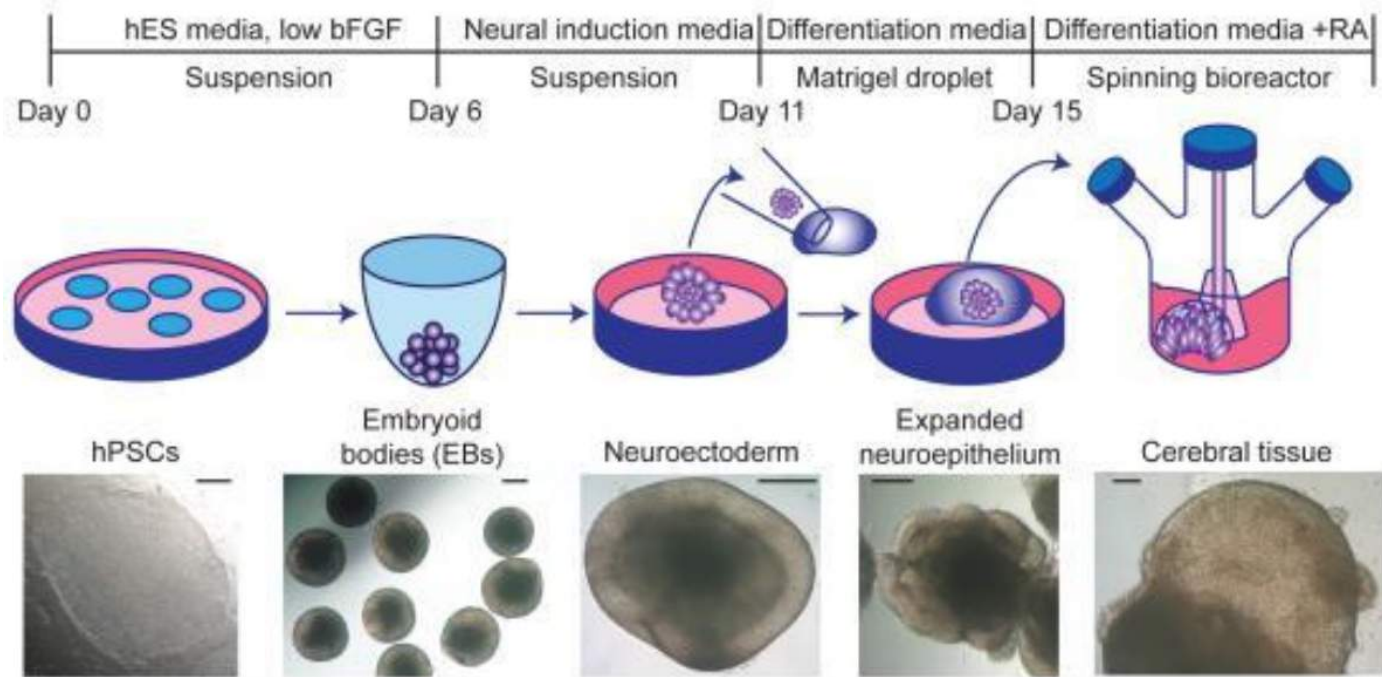 hES media, low bFGF
Neural induction media
Differentiation media
Differentiation media +RA
Suspension
Suspension
Matrigel droplet
Spinning bioreactor
Day 0
Day 6
Day 11
Day 15
hPSCs
Embryoid
bodies (EBs)
Neuroectoderm
Expanded
neuroepithelium
Cerebral tissue